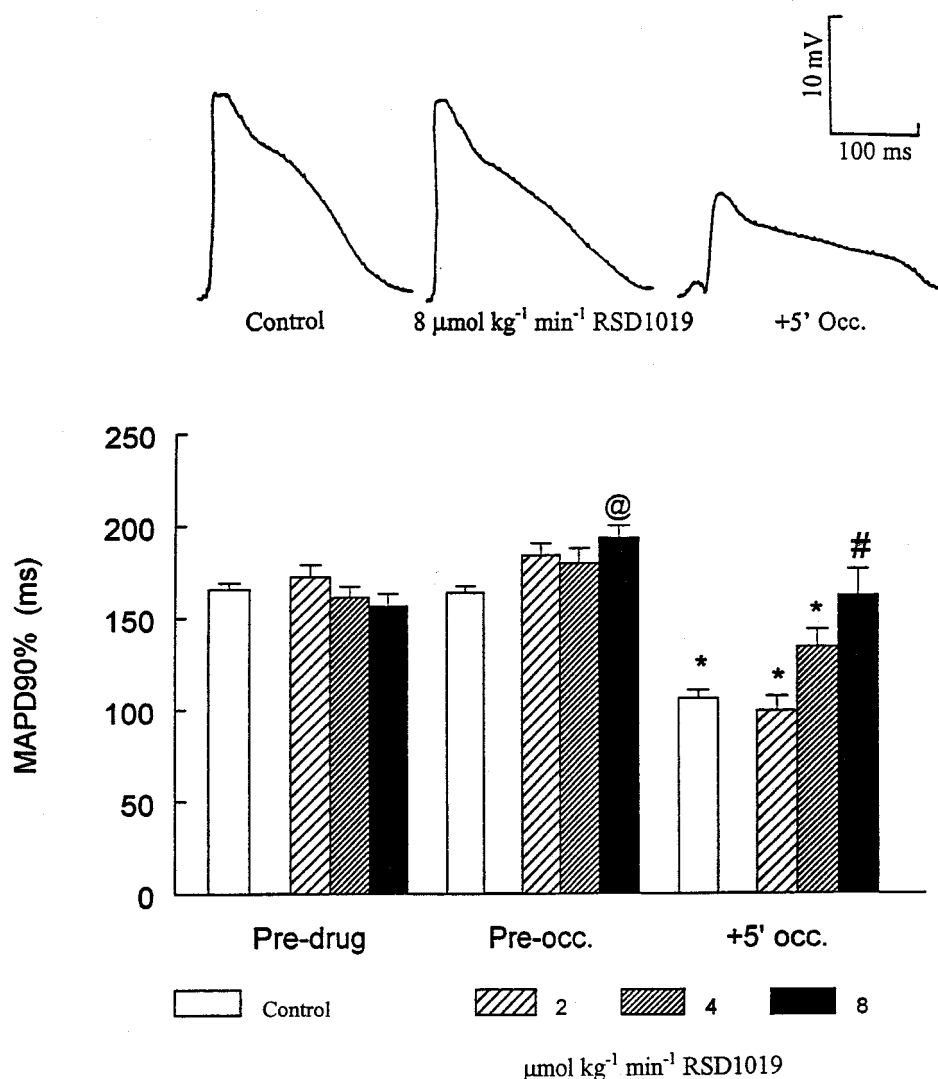 10 mV
100 ms
Control
8 μmol kg⁻¹ min⁻¹ RSD1019
+5' Occ.
250
200
150
100
50
0
MAPD90% (ms)
@
#
*
*
*
Pre-drug
Pre-occ.
+5' occ.
Control
2
4
8
μmol kg⁻¹ min⁻¹ RSD1019